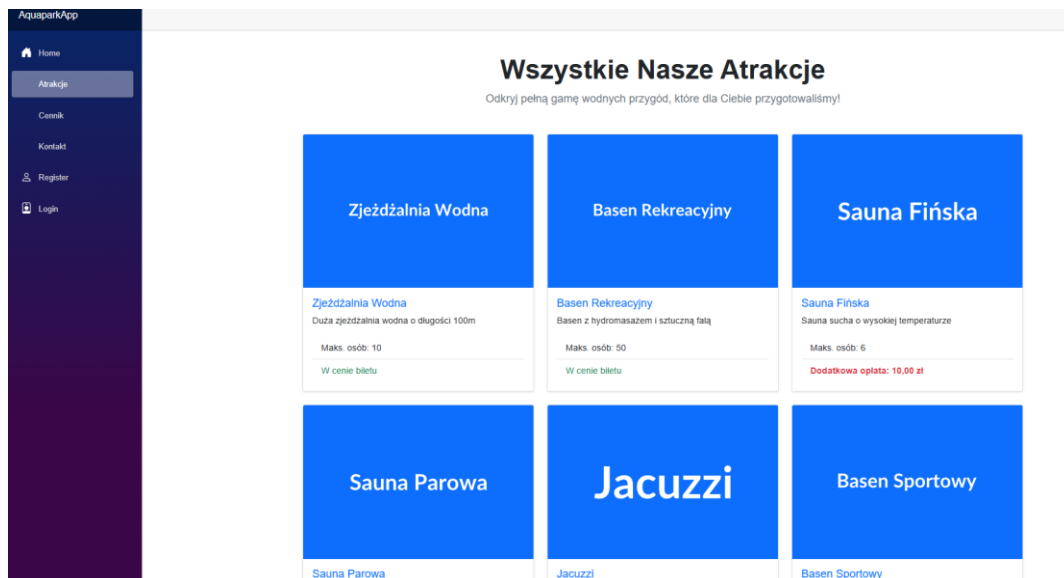 AquaparkApp
Home
Atrakcje
Cennik
Kontakt
Register
Login
Wszystkie Nasze Atrakcje
Odkryj pełną gamę wodnych przygód, które dla Ciebie przygotowaliśmy!
Zjeżdżalnia Wodna
Zjeżdżalnia Wodna
Duża zjeżdżalnia wodna o długości 100m
Maks. osób: 10
W cenie biletu
Basen Rekreacyjny
Basen Rekreacyjny
Basen z hydromasażem i sztuczną falą
Maks. osób: 50
W cenie biletu
Sauna Fińska
Sauna Fińska
Sauna sucha o wysokiej temperaturze
Maks. osób: 6
Dodatkowa opłata: 10,00 zł
Sauna Parowa
Sauna Parowa
Jacuzzi
Jacuzzi
Basen Sportowy
Basen Sportowy